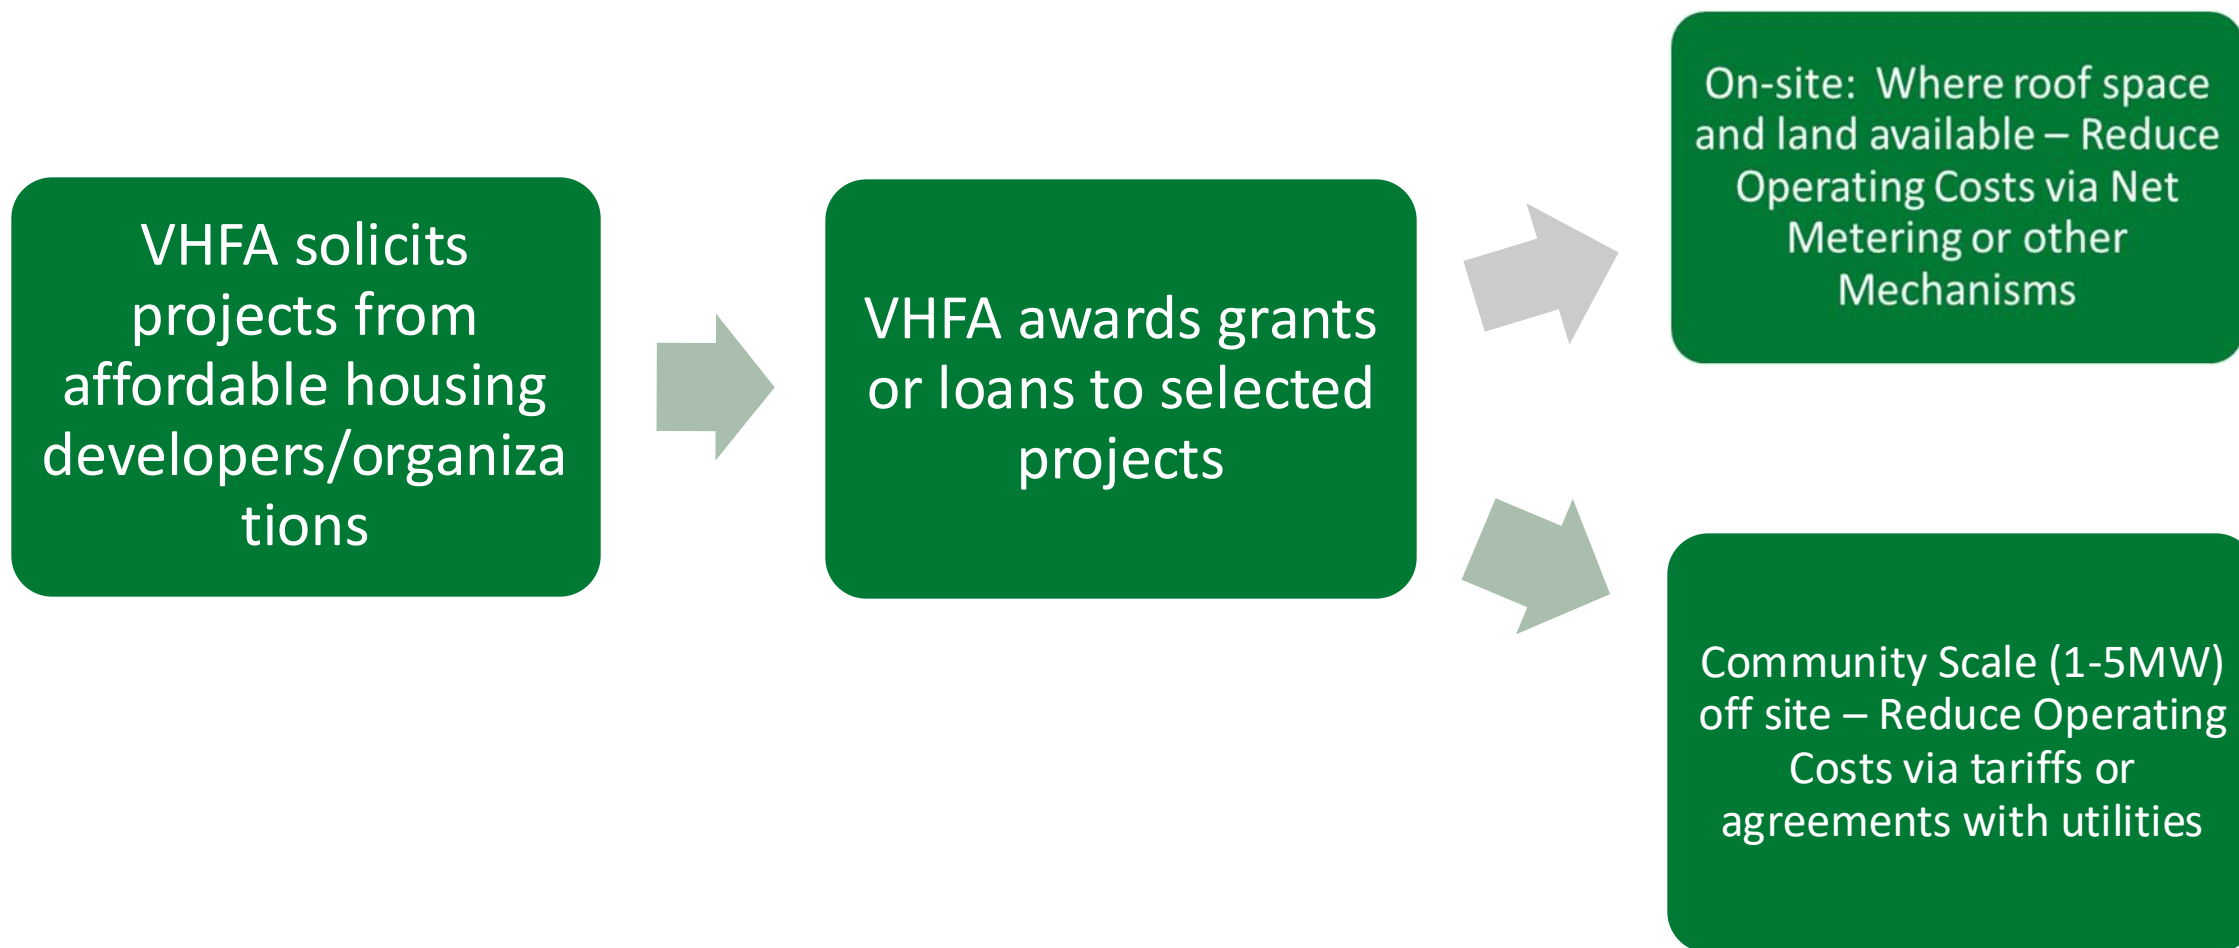 VHFA solicits
projects from
affordable housing
developers/organiza
tions
VHFA awards grants
or loans to selected
projects
On-site:  Where roof space
and land available – Reduce
Operating Costs via Net
Metering or other
Mechanisms
Community Scale (1-5MW)
off site – Reduce Operating
Costs via tariffs or
agreements with utilities